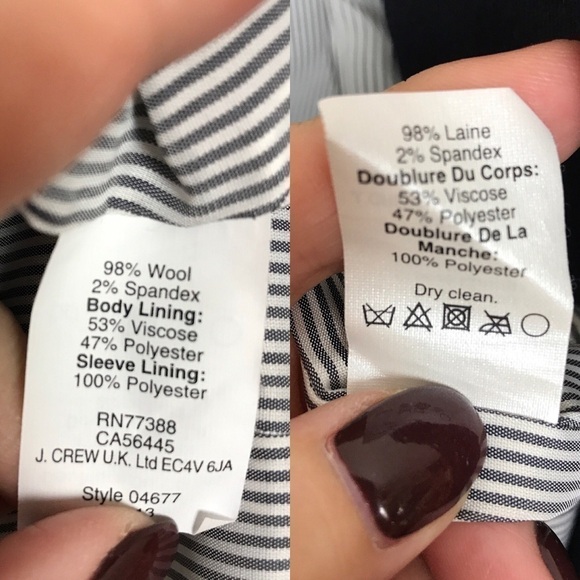 98% Wool
2% Spandex
Body Lining:
53% Viscose
47% Polyester
Sleeve Lining:
100% Polyester
RN77388
CA56445
J. CREW U.K. Ltd EC4V 6JA
Style 04677
98% Laine
2% Spandex
Doublure Du Corps:
53% Viscose
47% Polyester
Doublure De La
Manche:
100% Polyester
Dry clean.